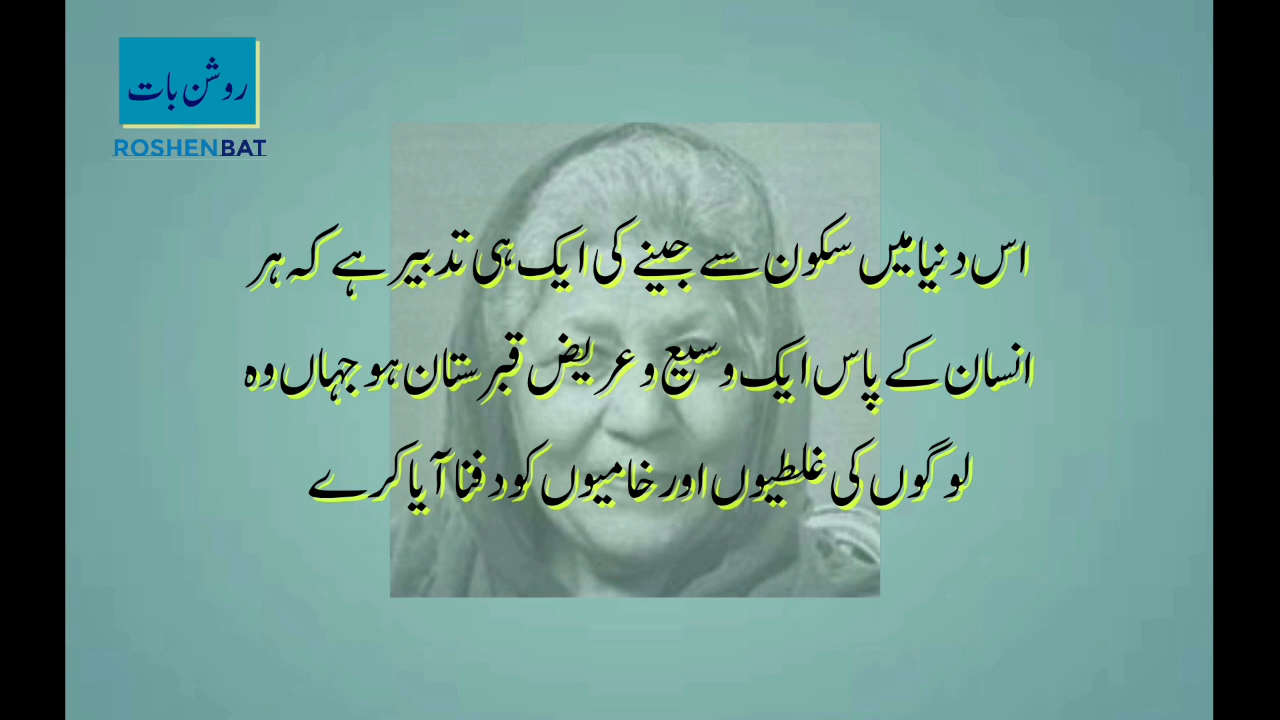 روشن بات
ROSHENBAT
اس دنیا میں سکون سے جینے کی ایک ہی تدبیر ہے کہ ہر
انسان کے پاس ایک وسیع و عریض قبرستان ہو جہاں وہ
لوگوں کی غلطیوں اور خامیوں کو دفنا آیا کرے